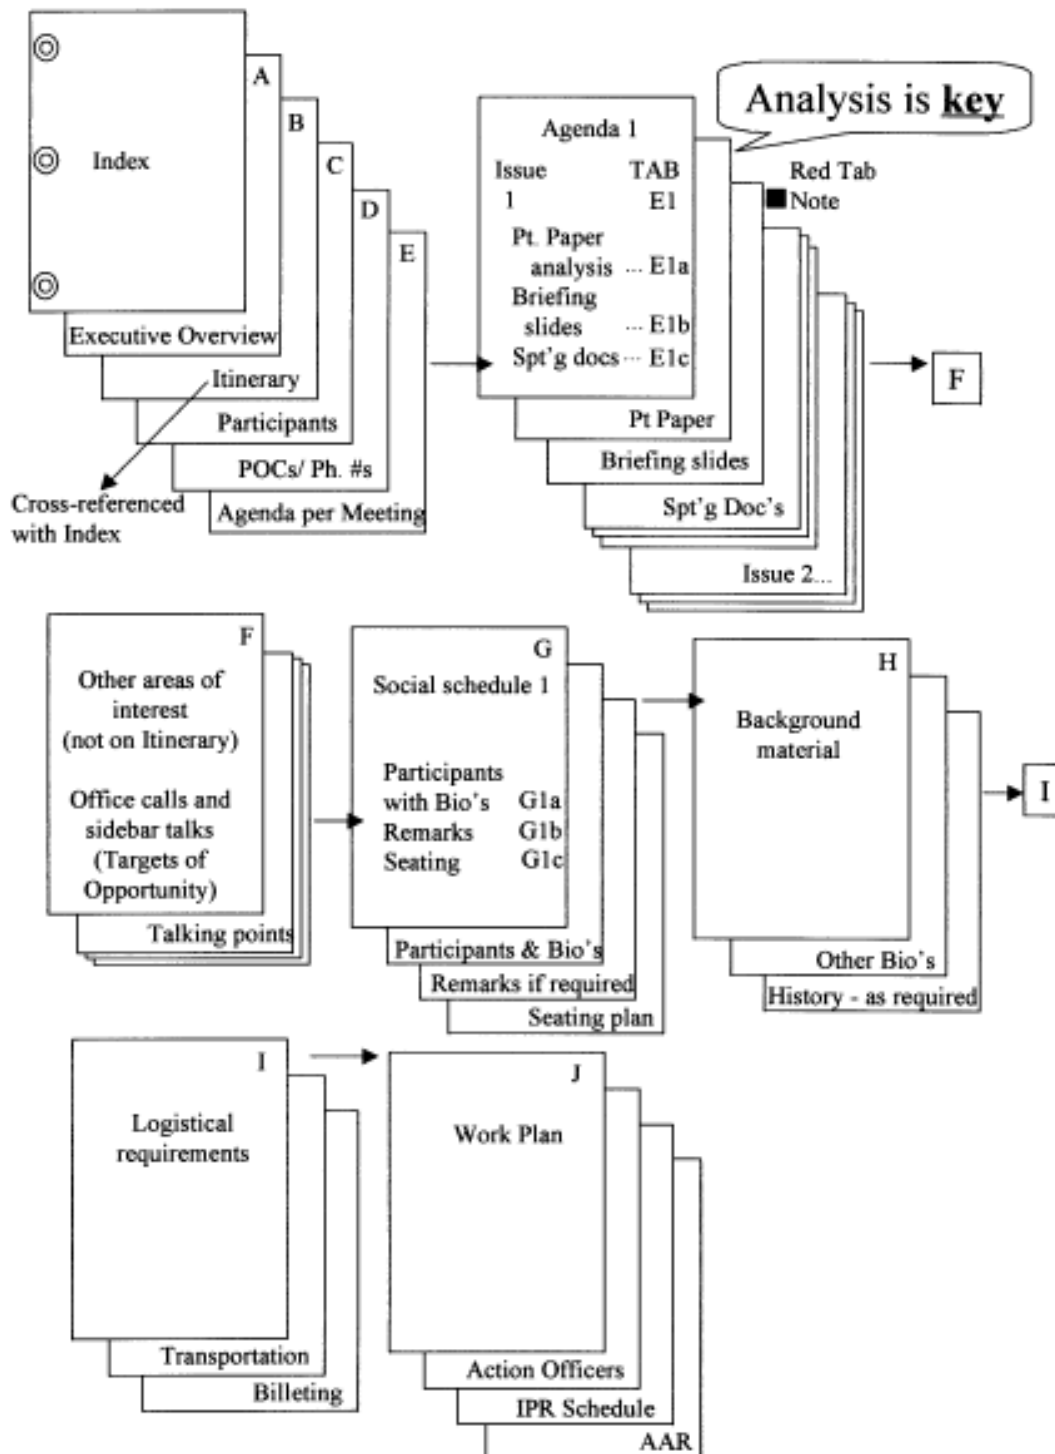 Index
A
B
C
D
E
Executive Overview
Itinerary
Participants
POCs/ Ph. #s
Agenda per Meeting
Cross-referenced
with Index
Analysis is key
Agenda 1
Issue TAB
1 E1
Pt. Paper
analysis ... E1a
Briefing
slides ... E1b
Spt'g docs ... E1c
Red Tab
Note
Pt Paper
Briefing slides
Spt'g Doc's
Issue 2...
F
F
Other areas of
interest
(not on Itinerary)
Office calls and
sidebar talks
(Targets of
Opportunity)
Talking points
G
Social schedule 1
Participants
with Bio's G1a
Remarks G1b
Seating G1c
Participants & Bio's
Remarks if required
Seating plan
H
Background
material
Other Bio's
History - as required
I
I
Logistical
requirements
Transportation
Billeting
J
Work Plan
Action Officers
IPR Schedule
AAR